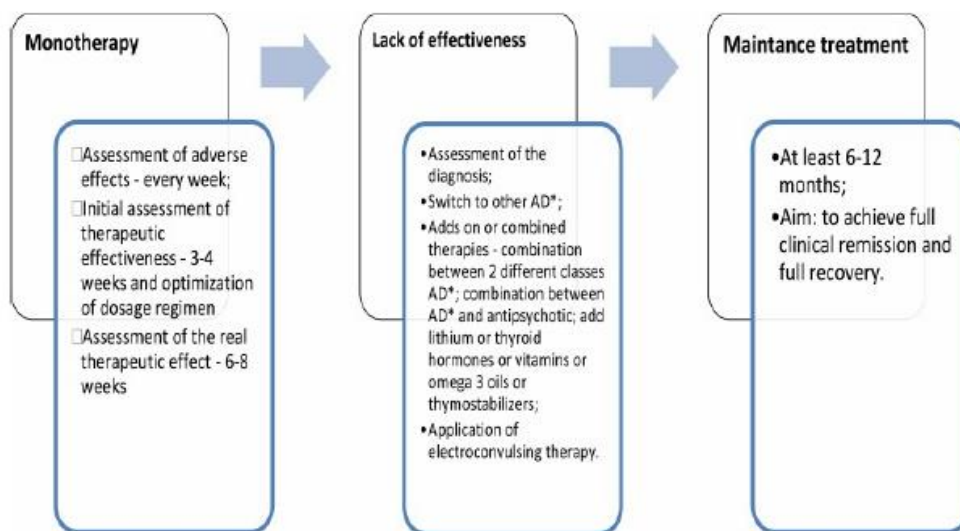 Monotherapy
□Assessment of adverse
effects - every week;
□Initial assessment of
therapeutic
effectiveness - 3-4
weeks and optimization
of dosage regimen
□Assessment of the real
therapeutic effect - 6-8
weeks
Lack of effectiveness
•Assessment of the
diagnosis;
•Switch to other AD*;
•Adds on or combined
therapies - combination
between 2 different classes
AD*; combination between
AD* and antipsychotic; add
lithium or thyroid
hormones or vitamins or
omega 3 oils or
thymostabilizers;
•Application of
electroconvulsing therapy.
Maintance treatment
•At least 6-12
months;
•Aim: to achieve full
clinical remission and
full recovery.